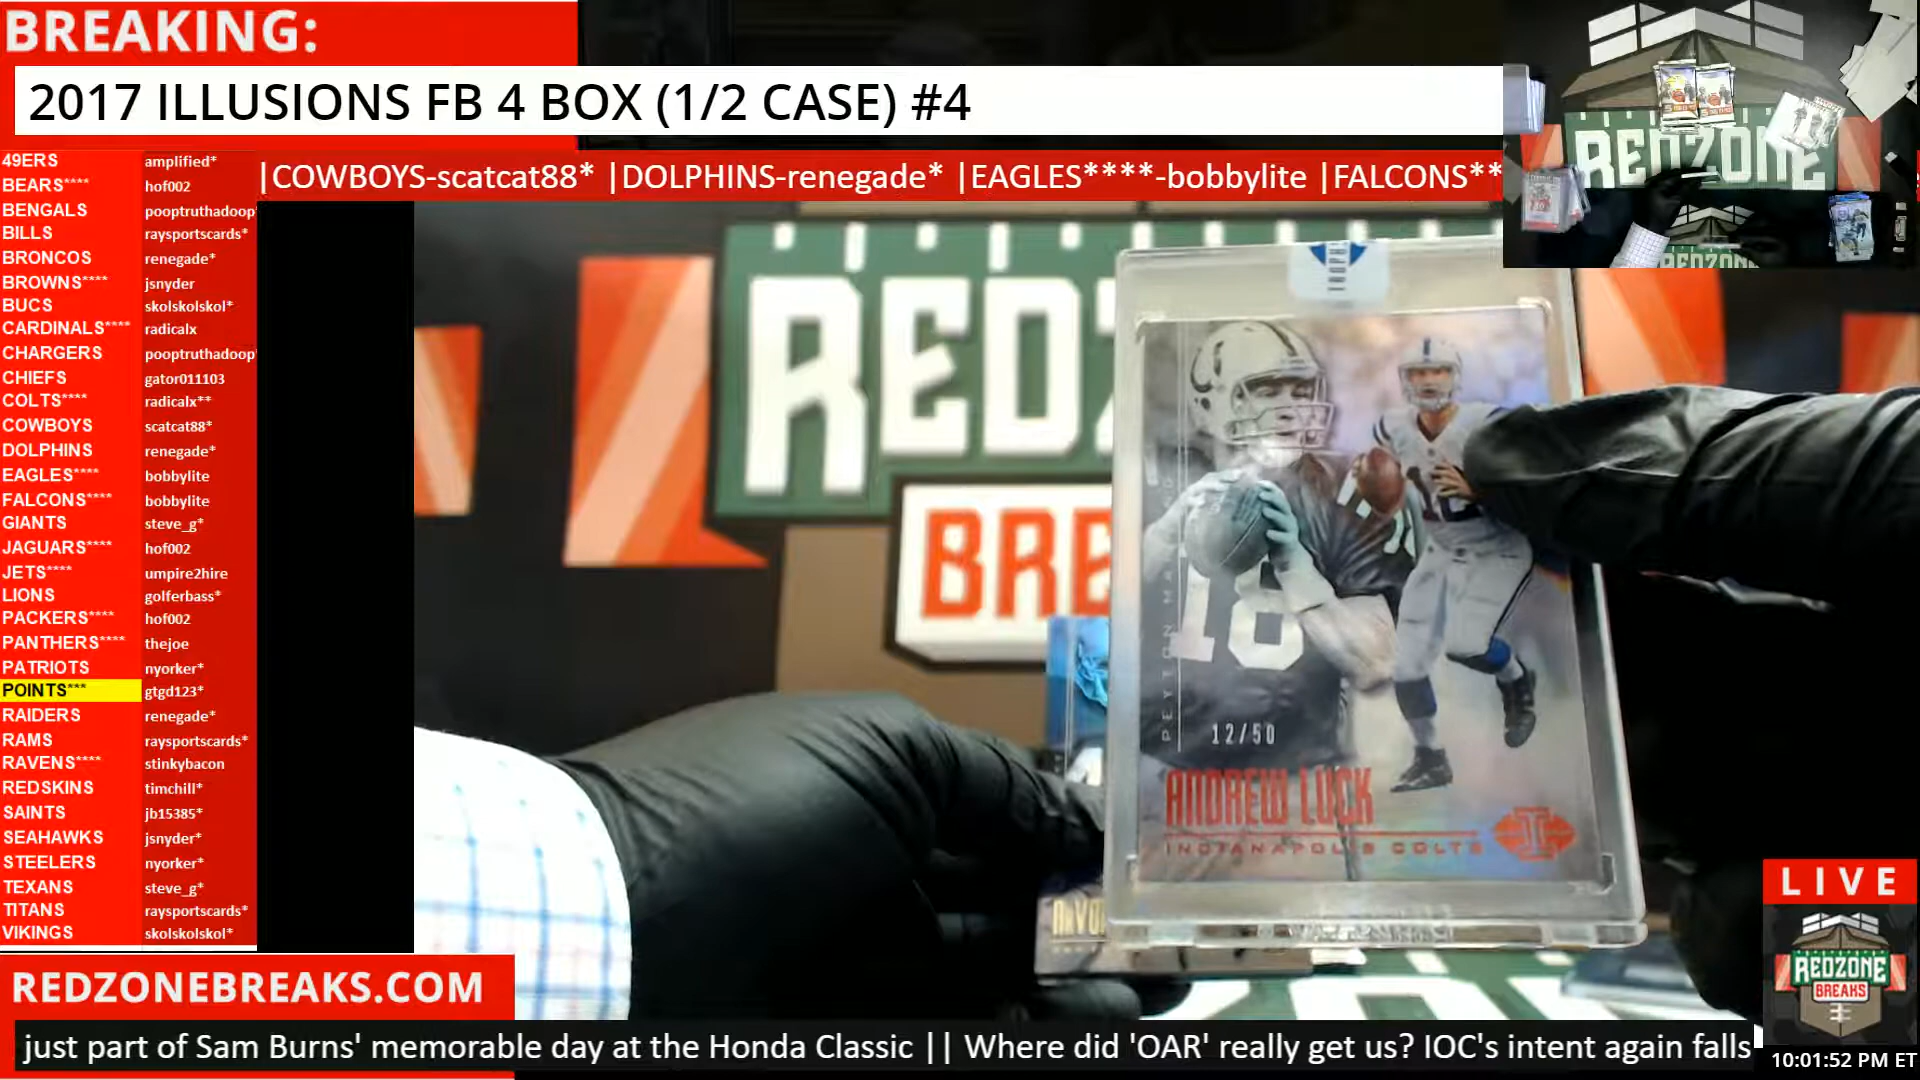 BREAKING:
2017 ILLUSIONS FB 4 BOX (1/2 CASE) #4
|COWBOYS-scatcat88* |DOLPHINS-renegade* |EAGLES****-bobbylite |FALCONS**
49ERS amplified*
BEARS**** hof002
BENGALS pooptruthadoop
BILLS raysportscards*
BRONCOS renegade*
BROWNS**** jsnyder
BUCS skolskolskol*
CARDINALS**** radicalx
CHARGERS pooptruthadoop
CHIEFS gator011103
COLTS**** radicalx**
COWBOYS scatcat88*
DOLPHINS renegade*
EAGLES**** bobbylite
FALCONS**** bobbylite
GIANTS steve_g*
JAGUARS**** hof002
JETS**** umpire2hire
LIONS golferbass*
PACKERS**** hof002
PANTHERS**** thejoe
PATRIOTS nyorker*
POINTS*** gtgd123*
RAIDERS renegade*
RAMS raysportscards*
RAVENS**** stinkybacon
REDSKINS timchill*
SAINTS jb15385*
SEAHAWKS jsnyder*
STEELERS nyorker*
TEXANS steve_g*
TITANS raysportscards*
VIKINGS skolskolskol*
REDZONE
REDZONE
REDZ
BRE
PEYTON MANNING
18
12/50
ANDREW LUCK
INDIANAPOLIS COLTS
LIVE
REDZONE
BREAKS
REDZONEBREAKS.COM
just part of Sam Burns' memorable day at the Honda Classic || Where did 'OAR' really get us? IOC's intent again falls
10:01:52 PM ET